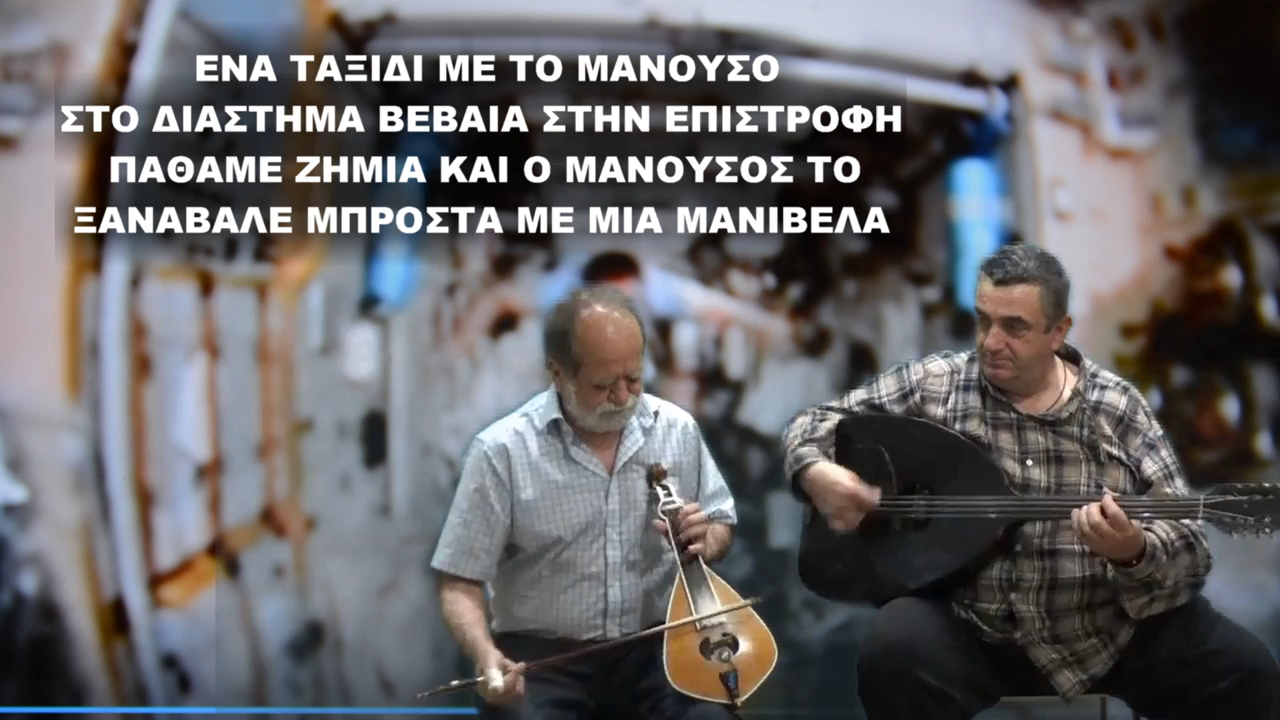 ΕΝΑ ΤΑΞΙΔΙ ΜΕ ΤΟ ΜΑΝΟΥΣΟ
ΣΤΟ ΔΙΑΣΤΗΜΑ ΒΕΒΑΙΑ ΣΤΗΝ ΕΠΙΣΤΡΟΦΗ
ΠΑΘΑΜΕ ΖΗΜΙΑ ΚΑΙ Ο ΜΑΝΟΥΣΟΣ ΤΟ
ΞΑΝΑΒΑΛΕ ΜΠΡΟΣΤΑ ΜΕ ΜΙΑ ΜΑΝΙΒΕΛΑ